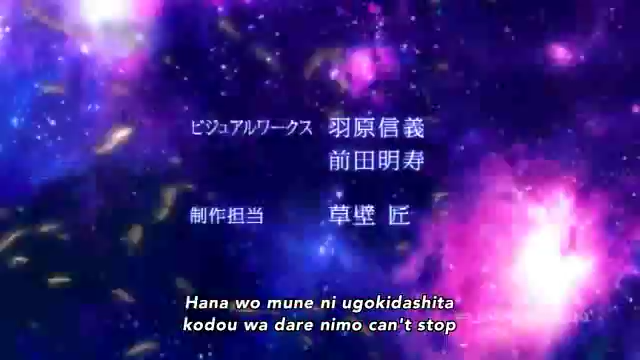 ビジュアルワークス 羽原信義
前田明寿
制作担当 草壁 匠
Hana wo mune ni ugokidashita
kodou wa dare nimo can't stop